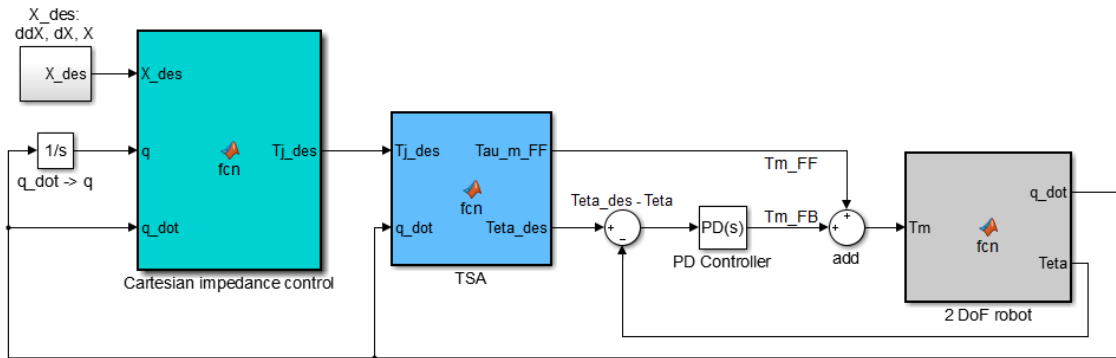 X_des:
ddX, dX, X
X_des
X_des
1/s
q_dot -> q
q
q_dot
fcn
Tj_des
Cartesian impedance control
Tj_des
q_dot
fcn
Tau_m_FF
Teta_des
TSA
Teta_des - Teta
+
−
PD(s)
PD Controller
Tm_FF
Tm_FB
+
+
add
Tm
fcn
q_dot
Teta
2 DoF robot